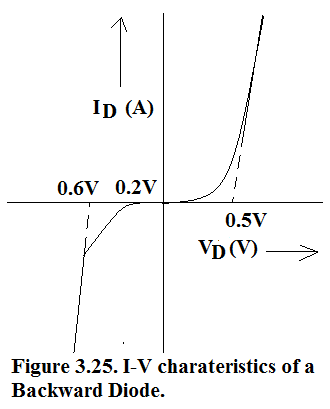 I_D (A)
0.6V 0.2V
0.5V
V_D (V)
Figure 3.25. I-V charateristics of a
Backward Diode.